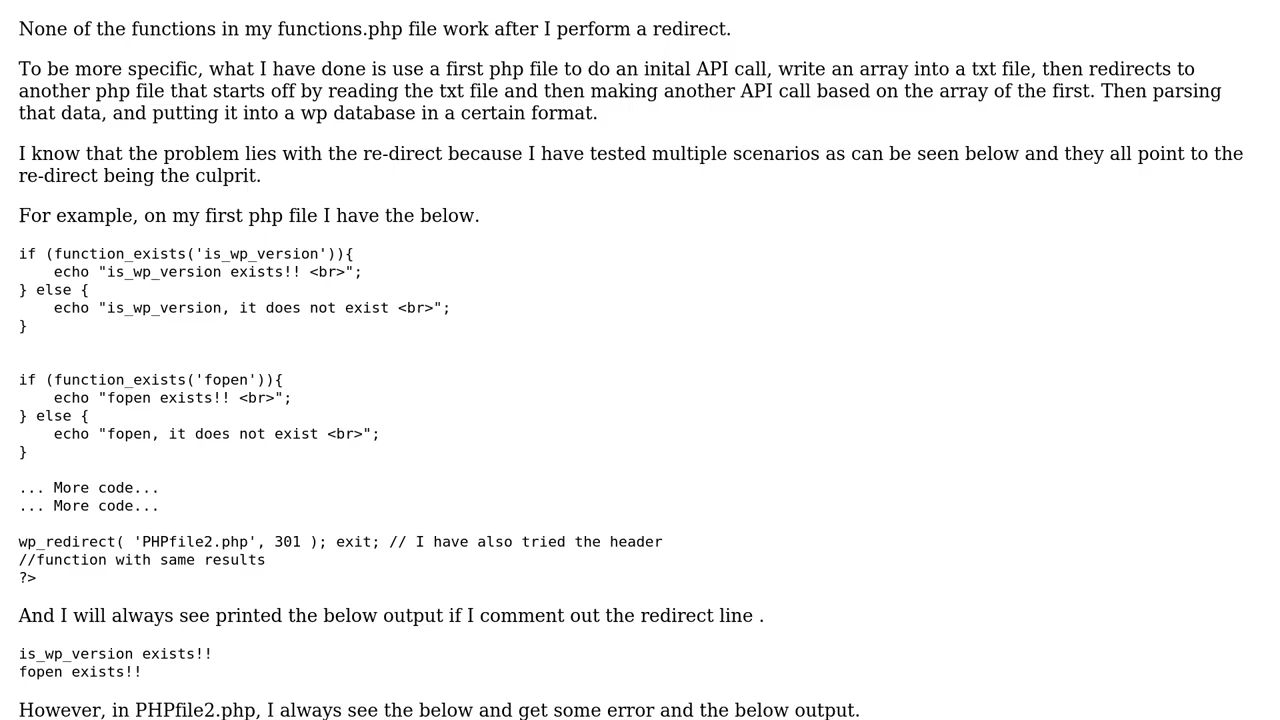 None of the functions in my functions.php file work after I perform a redirect.
To be more specific, what I have done is use a first php file to do an inital API call, write an array into a txt file, then redirects to
another php file that starts off by reading the txt file and then making another API call based on the array of the first. Then parsing
that data, and putting it into a wp database in a certain format.
I know that the problem lies with the re-direct because I have tested multiple scenarios as can be seen below and they all point to the
re-direct being the culprit.
For example, on my first php file I have the below.
if (function_exists('is_wp_version')){
    echo "is_wp_version exists!! <br>";
} else {
    echo "is_wp_version, it does not exist <br>";
}
if (function_exists('fopen')){
    echo "fopen exists!! <br>";
} else {
    echo "fopen, it does not exist <br>";
}
... More code...
... More code...
wp_redirect( 'PHPfile2.php', 301 ); exit; // I have also tried the header
//function with same results
?>
And I will always see printed the below output if I comment out the redirect line .
is_wp_version exists!!
fopen exists!!
However, in PHPfile2.php, I always see the below and get some error and the below output.